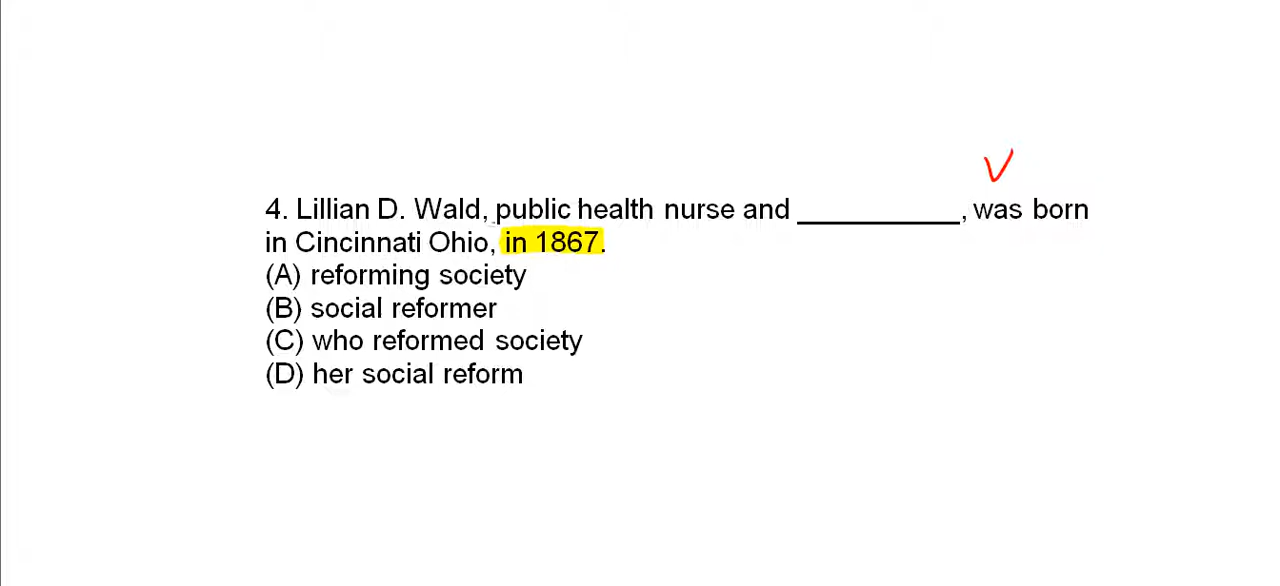 V
4. Lillian D. Wald, public health nurse and ___________, was born
in Cincinnati Ohio, in 1867.
(A) reforming society
(B) social reformer
(C) who reformed society
(D) her social reform